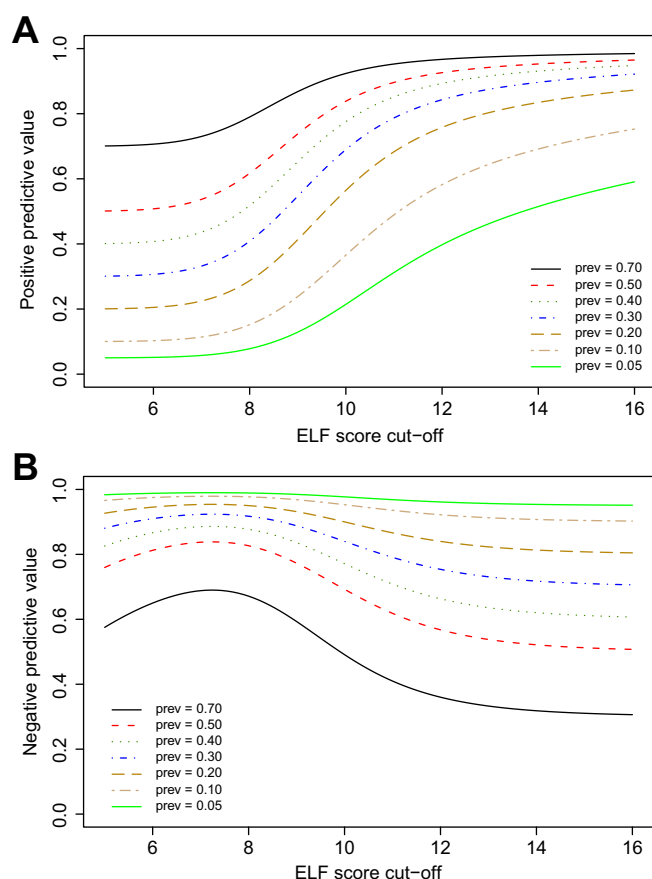 A
Positive predictive value
1.0
0.8
0.6
0.4
0.2
0.0
prev = 0.70
prev = 0.50
prev = 0.40
prev = 0.30
prev = 0.20
prev = 0.10
prev = 0.05
6 8 10 12 14 16
ELF score cut−off
B
Negative predictive value
1.0
0.8
0.6
0.4
0.2
0.0
prev = 0.70
prev = 0.50
prev = 0.40
prev = 0.30
prev = 0.20
prev = 0.10
prev = 0.05
6 8 10 12 14 16
ELF score cut−off